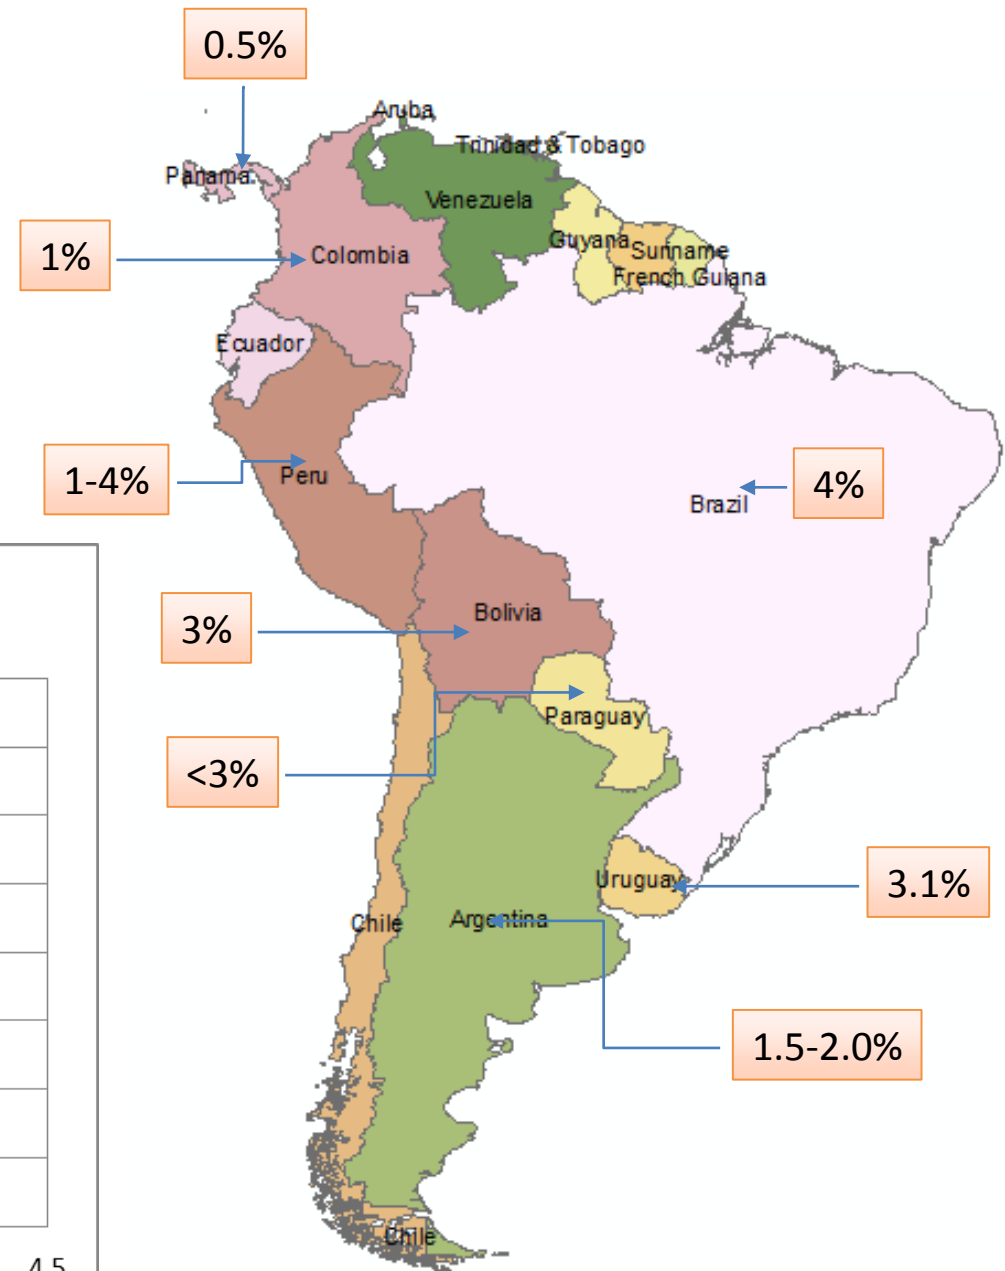 0.5%
Aruba
Trinidad & Tobago
Panama
Venezuela
1%
Colombia
Guyana
Suriname
French Guiana
Ecuador
1-4%
Peru
4%
Brazil
3%
Bolivia
<3%
Paraguay
Uruguay
3.1%
Chile
Argentina
1.5-2.0%
Chile
4.5